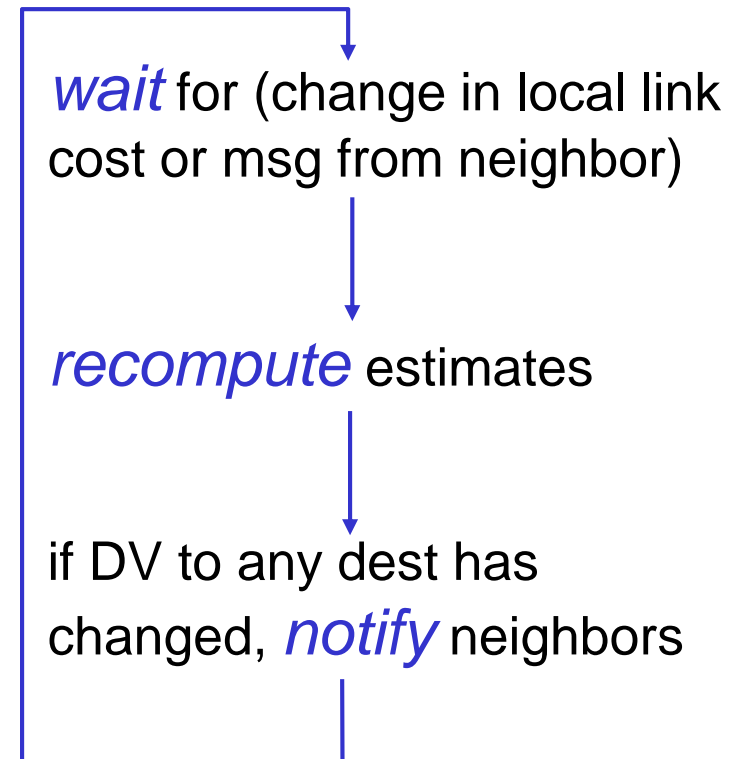 wait for (change in local link
cost or msg from neighbor)
recompute estimates
if DV to any dest has
changed, notify neighbors